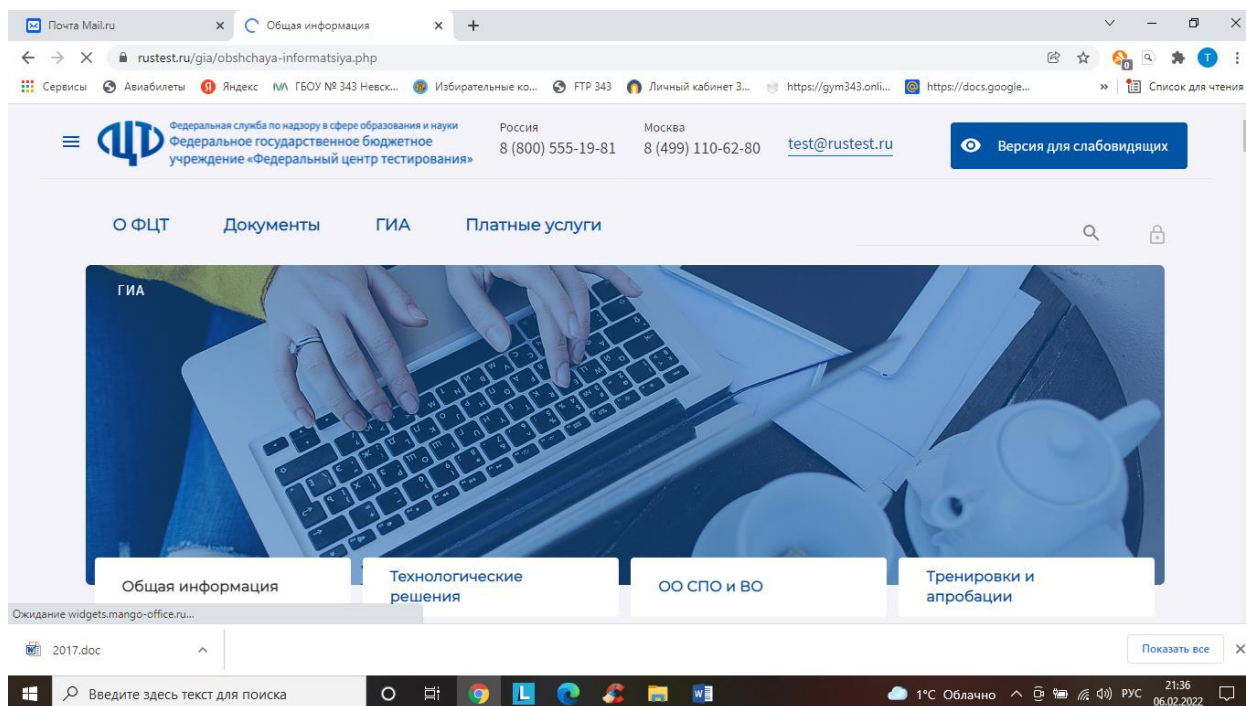 Почта Mail.ru
Общая информация
rustest.ru/gia/obshchaya-informatsiya.php
0
T
Сервисы
Авиабилеты
Я
Яндекс
ГБОУ № 343 Невск...
Избирательные ко...
FTP 343
Личный кабинет 3...
https://gym343.onli...
https://docs.google...
»
Список для чтения
ЦТ
Федеральная служба по надзору в сфере образования и науки
Федеральное государственное бюджетное
учреждение «Федеральный центр тестирования»
Россия
8 (800) 555-19-81
Москва
8 (499) 110-62-80
test@rustest.ru
Версия для слабовидящих
О ФЦТ
Документы
ГИА
Платные услуги
ГИА
Общая информация
Технологические
решения
ОО СПО и ВО
Тренировки и
апробации
Ожидание widgets.mango-office.ru...
2017.doc
Показать все
Введите здесь текст для поиска
L
W
1°C Облачно
РУС
21:36
06.02.2022